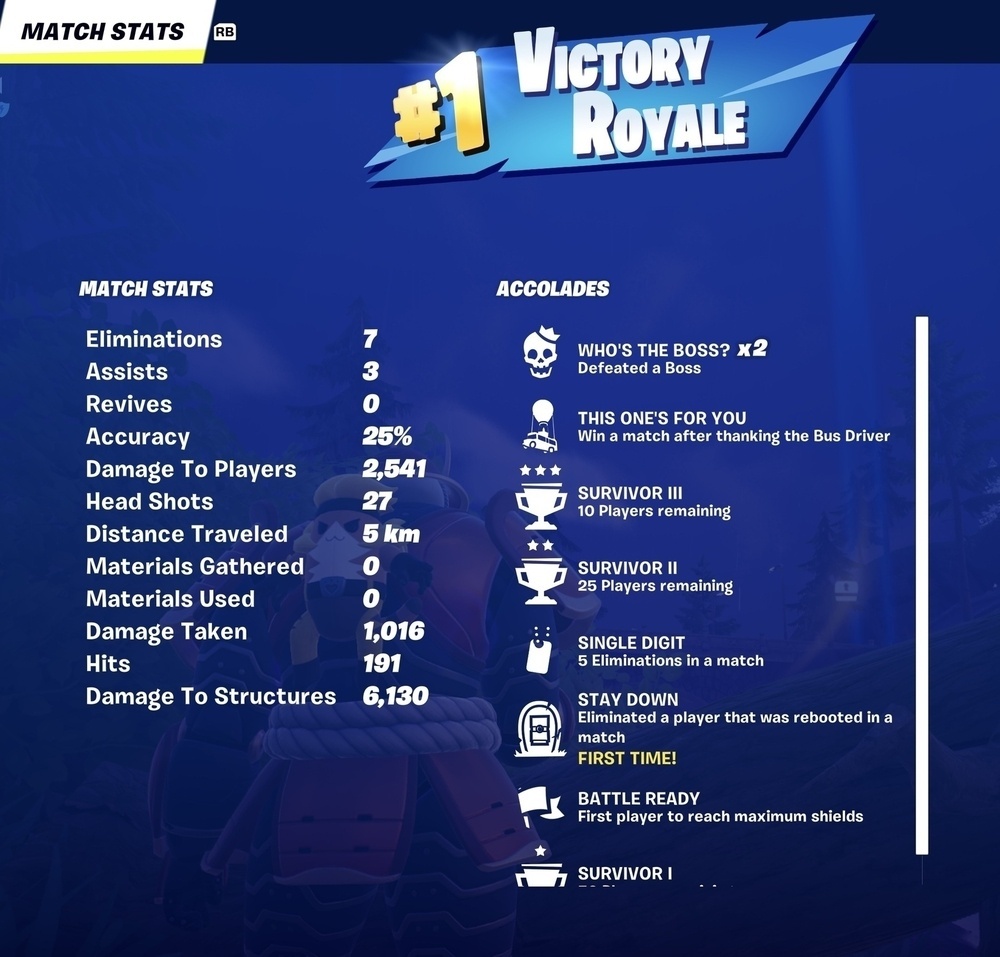 MATCH STATS RB
#1 VICTORY
ROYALE
MATCH STATS
Eliminations 7
Assists 3
Revives 0
Accuracy 25%
Damage To Players 2,541
Head Shots 27
Distance Traveled 5 km
Materials Gathered 0
Materials Used 0
Damage Taken 1,016
Hits 191
Damage To Structures 6,130
ACCOLADES
WHO'S THE BOSS? x2
Defeated a Boss
THIS ONE'S FOR YOU
Win a match after thanking the Bus Driver
SURVIVOR III
10 Players remaining
SURVIVOR II
25 Players remaining
SINGLE DIGIT
5 Eliminations in a match
STAY DOWN
Eliminated a player that was rebooted in a
match
FIRST TIME!
BATTLE READY
First player to reach maximum shields
SURVIVOR I